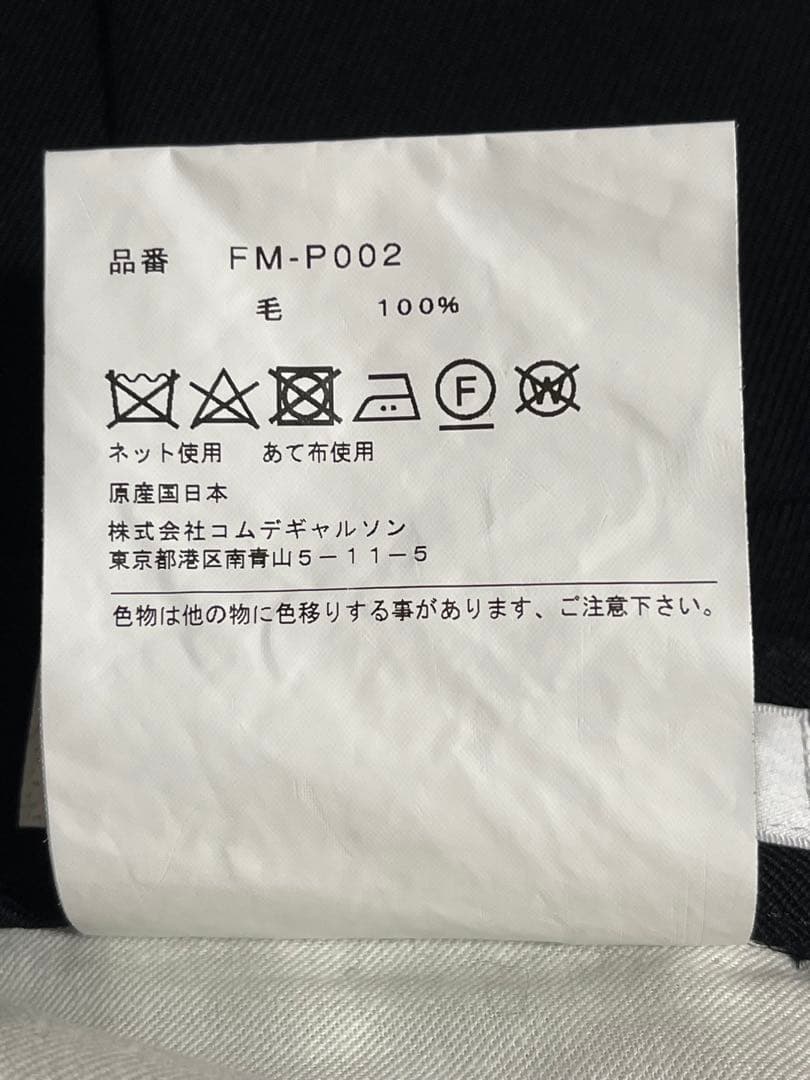 品番 FM-P002
毛 100%
F W
ネット使用 あて布使用
原産国日本
株式会社コムデギャルソン
東京都港区南青山5−11−5
色物は他の物に色移りする事があります、ご注意下さい。